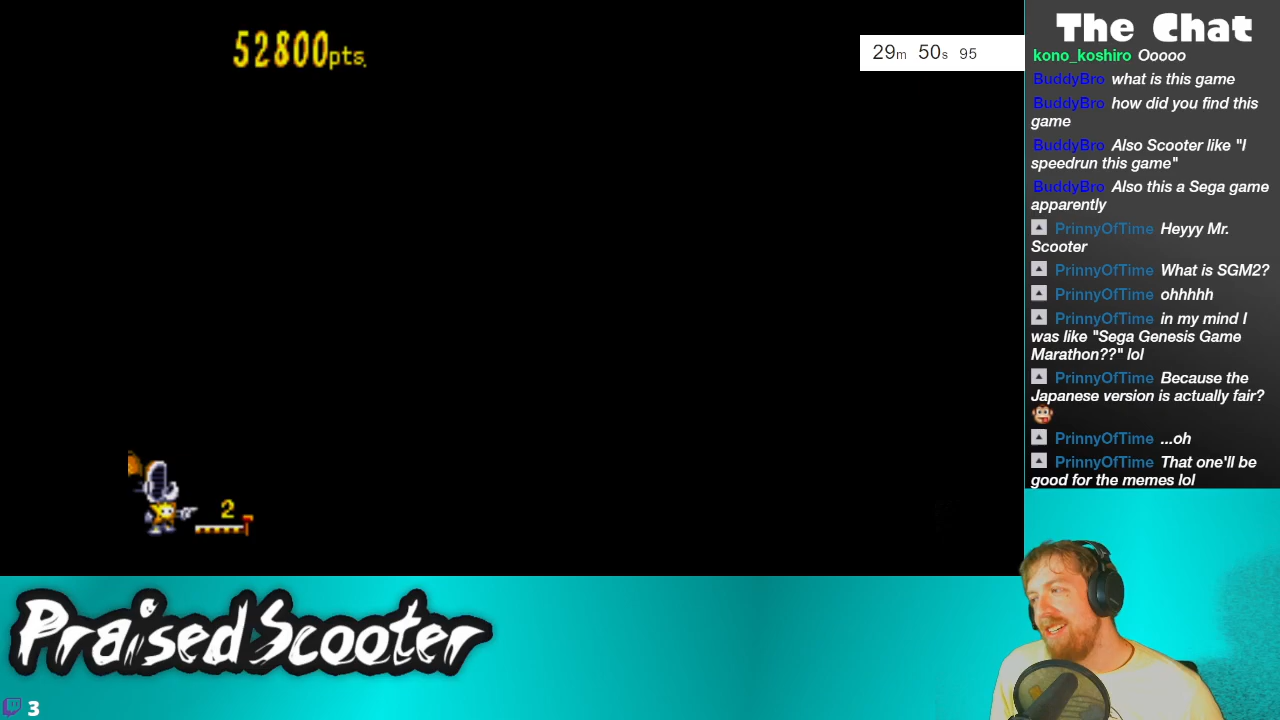 52800pts.
29m 50s 95
The Chat
kono_koshiro Ooooo
BuddyBro what is this game
BuddyBro how did you find this
game
BuddyBro Also Scooter like "I
speedrun this game"
BuddyBro Also this a Sega game
apparently
PrinnyOfTime Heyyy Mr.
Scooter
PrinnyOfTime What is SGM2?
PrinnyOfTime ohhhhh
PrinnyOfTime in my mind I
was like "Sega Genesis Game
Marathon??" lol
PrinnyOfTime Because the
Japanese version is actually fair?
PrinnyOfTime ...oh
PrinnyOfTime That one'll be
good for the memes lol
2
PraisedScooter
3